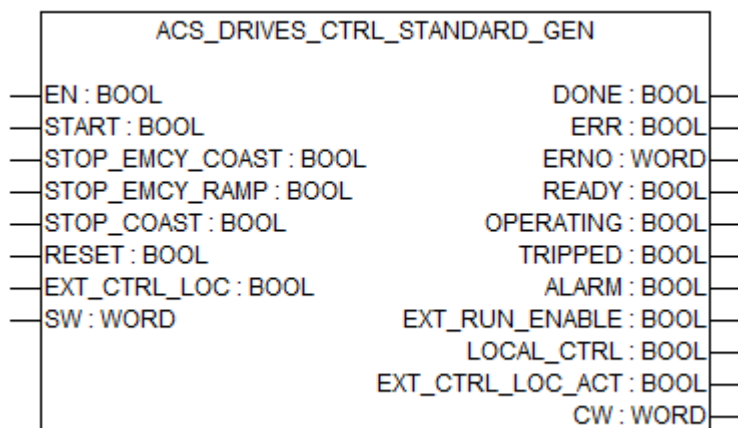 ACS_DRIVES_CTRL_STANDARD_GEN
EN : BOOL DONE : BOOL
START : BOOL ERR : BOOL
STOP_EMCY_COAST : BOOL ERNO : WORD
STOP_EMCY_RAMP : BOOL READY : BOOL
STOP_COAST : BOOL OPERATING : BOOL
RESET : BOOL TRIPPED : BOOL
EXT_CTRL_LOC : BOOL ALARM : BOOL
SW : WORD EXT_RUN_ENABLE : BOOL
LOCAL_CTRL : BOOL
EXT_CTRL_LOC_ACT : BOOL
CW : WORD